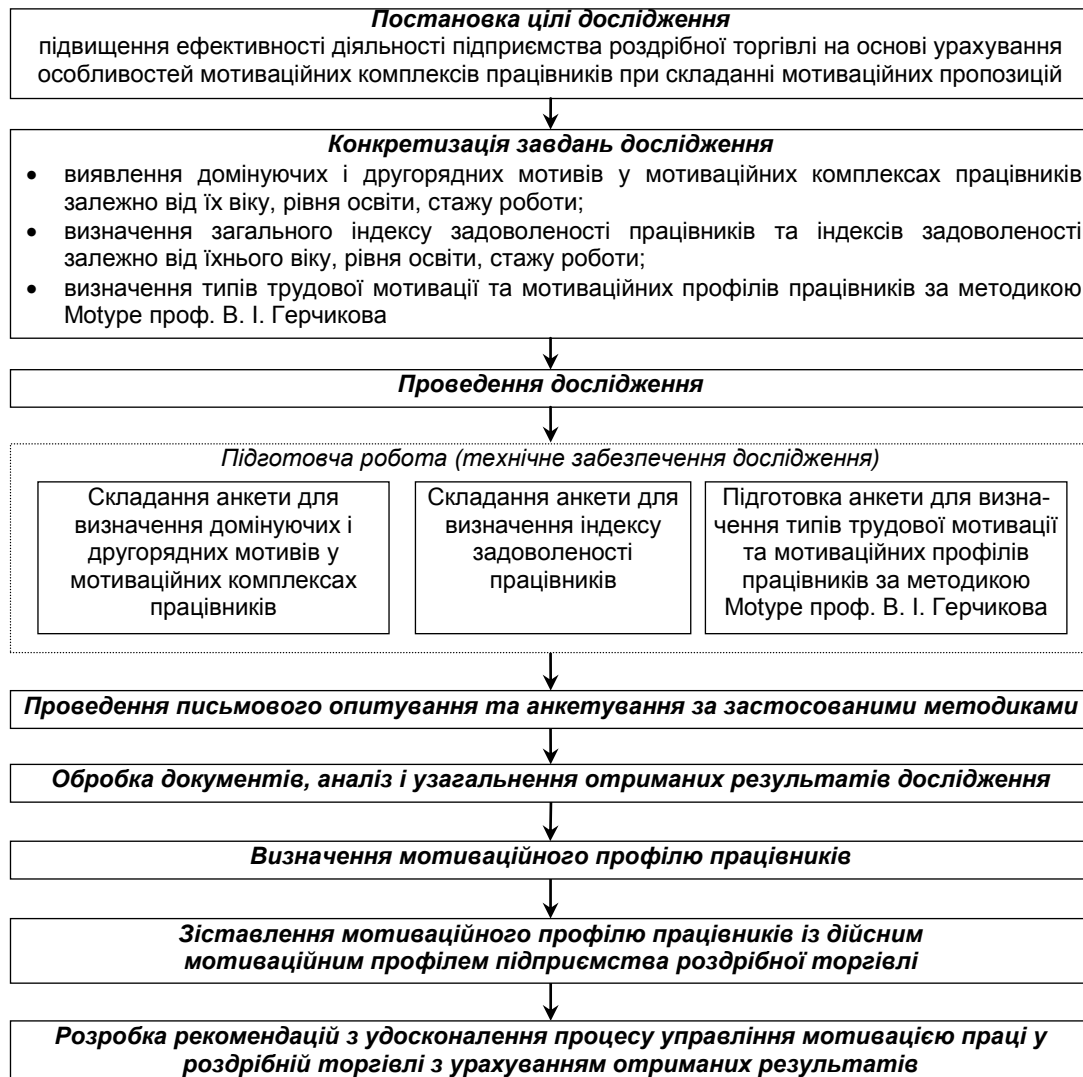 Постановка цілі дослідження
підвищення ефективності діяльності підприємства роздрібної торгівлі на основі урахування
особливостей мотиваційних комплексів працівників при складанні мотиваційних пропозицій
Конкретизація завдань дослідження
• виявлення домінуючих і другорядних мотивів у мотиваційних комплексах працівників
залежно від їх віку, рівня освіти, стажу роботи;
• визначення загального індексу задоволеності працівників та індексів задоволеності
залежно від їхнього віку, рівня освіти, стажу роботи;
• визначення типів трудової мотивації та мотиваційних профілів працівників за методикою
Motype проф. В. І. Герчикова
Проведення дослідження
Підготовча робота (технічне забезпечення дослідження)
Складання анкети для
визначення домінуючих і
другорядних мотивів у
мотиваційних комплексах
працівників
Складання анкети для
визначення індексу
задоволеності
працівників
Підготовка анкети для визна-
чення типів трудової мотивації
та мотиваційних профілів
працівників за методикою
Motype проф. В. І. Герчикова
Проведення письмового опитування та анкетування за застосованими методиками
Обробка документів, аналіз і узагальнення отриманих результатів дослідження
Визначення мотиваційного профілю працівників
Зіставлення мотиваційного профілю працівників із дійсним
мотиваційним профілем підприємства роздрібної торгівлі
Розробка рекомендацій з удосконалення процесу управління мотивацією праці у
роздрібній торгівлі з урахуванням отриманих результатів